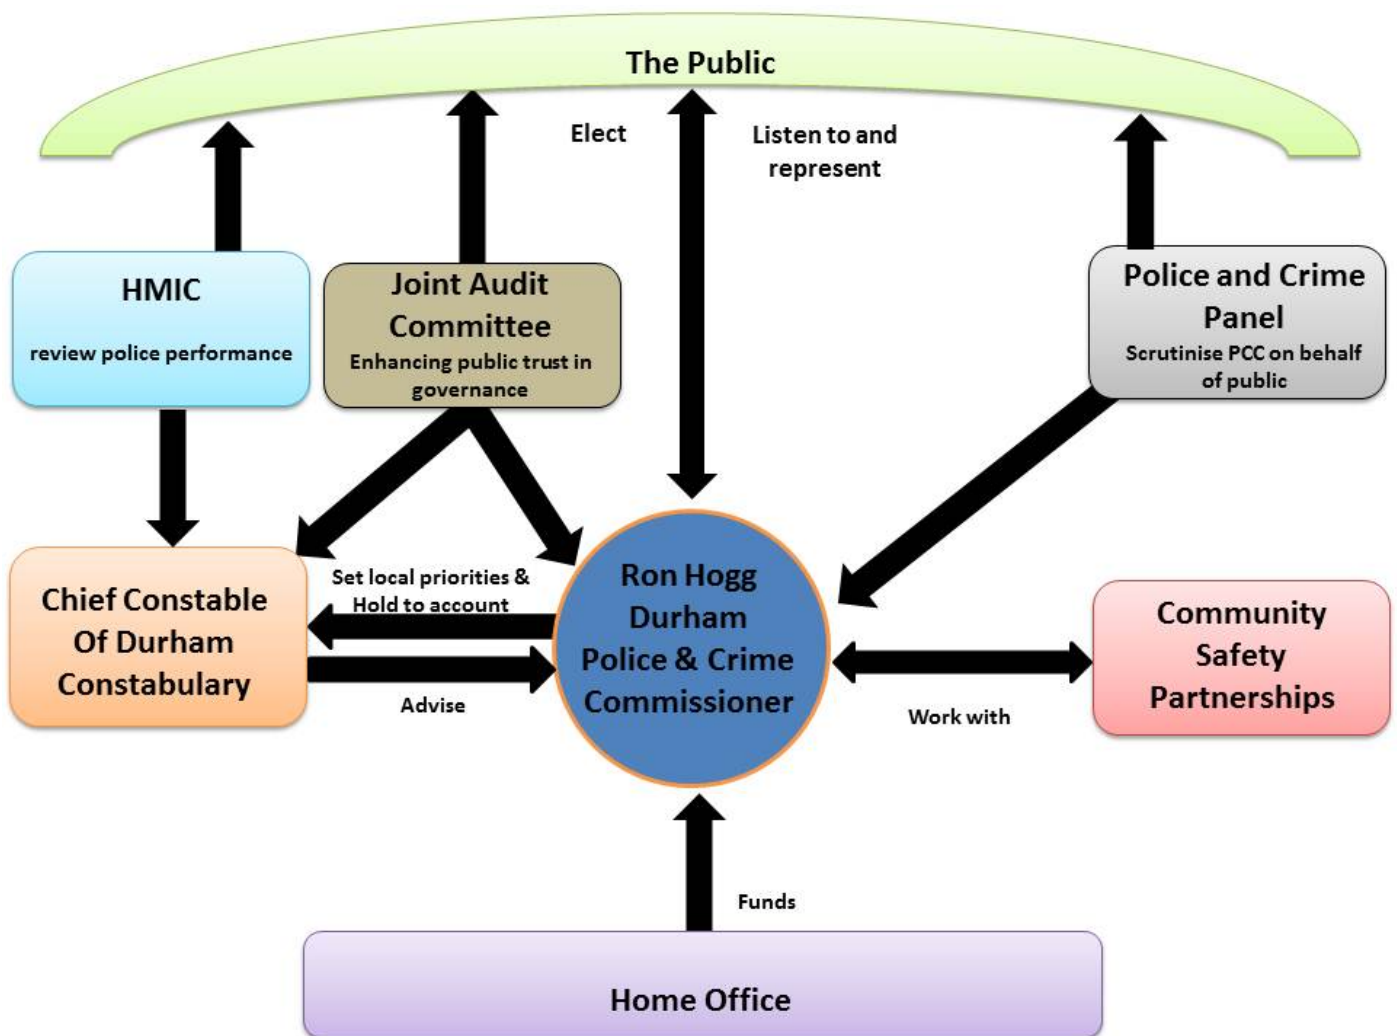 The Public
Elect
Listen to and
represent
HMIC
review police performance
Joint Audit
Committee
Enhancing public trust in
governance
Police and Crime
Panel
Scrutinise PCC on behalf
of public
Chief Constable
Of Durham
Constabulary
Set local priorities &
Hold to account
Advise
Ron Hogg
Durham
Police & Crime
Commissioner
Work with
Community
Safety
Partnerships
Funds
Home Office